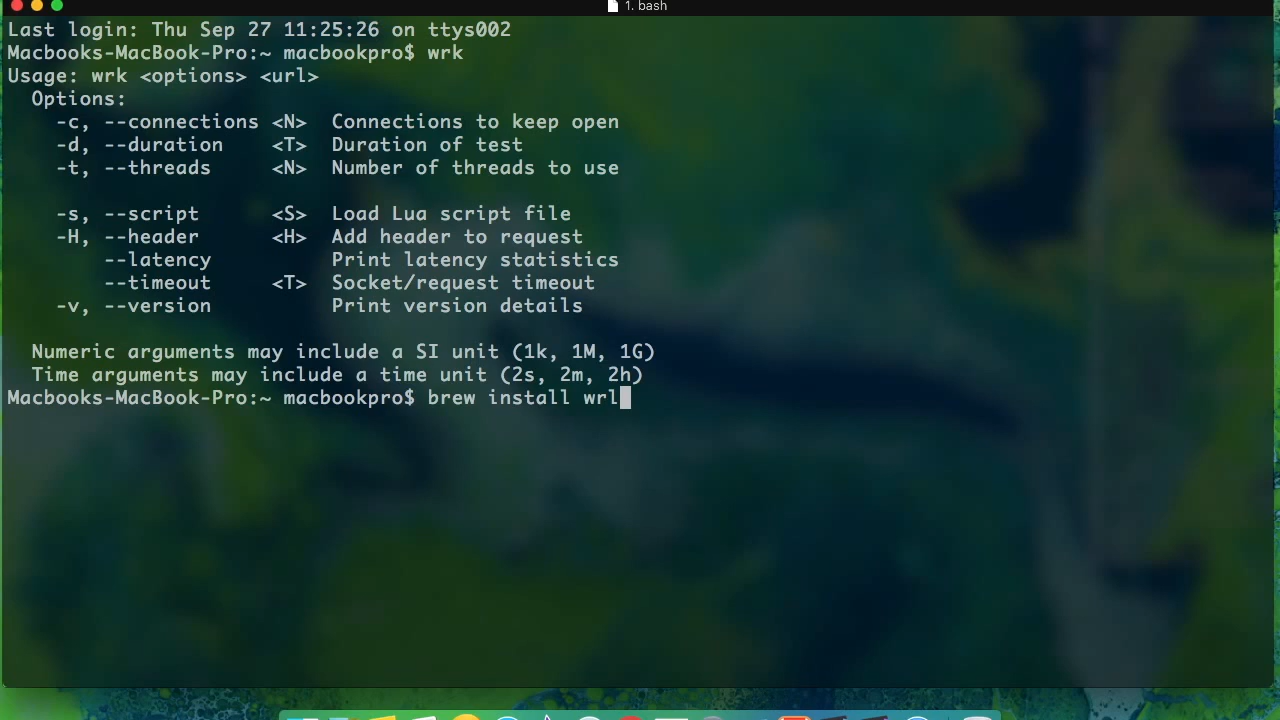 1. bash
Last login: Thu Sep 27 11:25:26 on ttys002
Macbooks-MacBook-Pro:~ macbookpro$ wrk
Usage: wrk <options> <url>
  Options:
    -c, --connections <N>  Connections to keep open
    -d, --duration    <T>  Duration of test
    -t, --threads     <N>  Number of threads to use
    -s, --script      <S>  Load Lua script file
    -H, --header      <H>  Add header to request
        --latency          Print latency statistics
        --timeout     <T>  Socket/request timeout
    -v, --version          Print version details
  Numeric arguments may include a SI unit (1k, 1M, 1G)
  Time arguments may include a time unit (2s, 2m, 2h)
Macbooks-MacBook-Pro:~ macbookpro$ brew install wrl